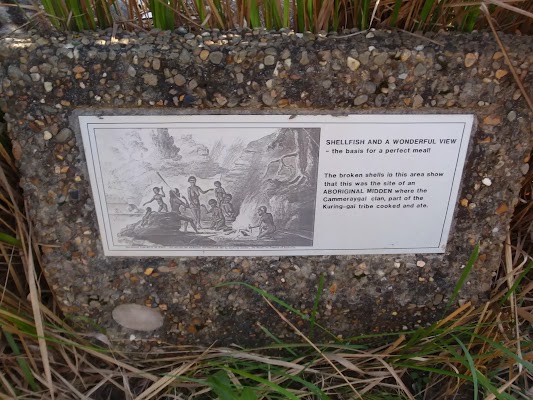 SHELLFISH AND A WONDERFUL VIEW
- the basis for a perfect meal!
The broken shells in this area show
that this was the site of an
ABORIGINAL MIDDEN where the
Cammeraygal clan, part of the
Kuring-gai tribe cooked and ate.